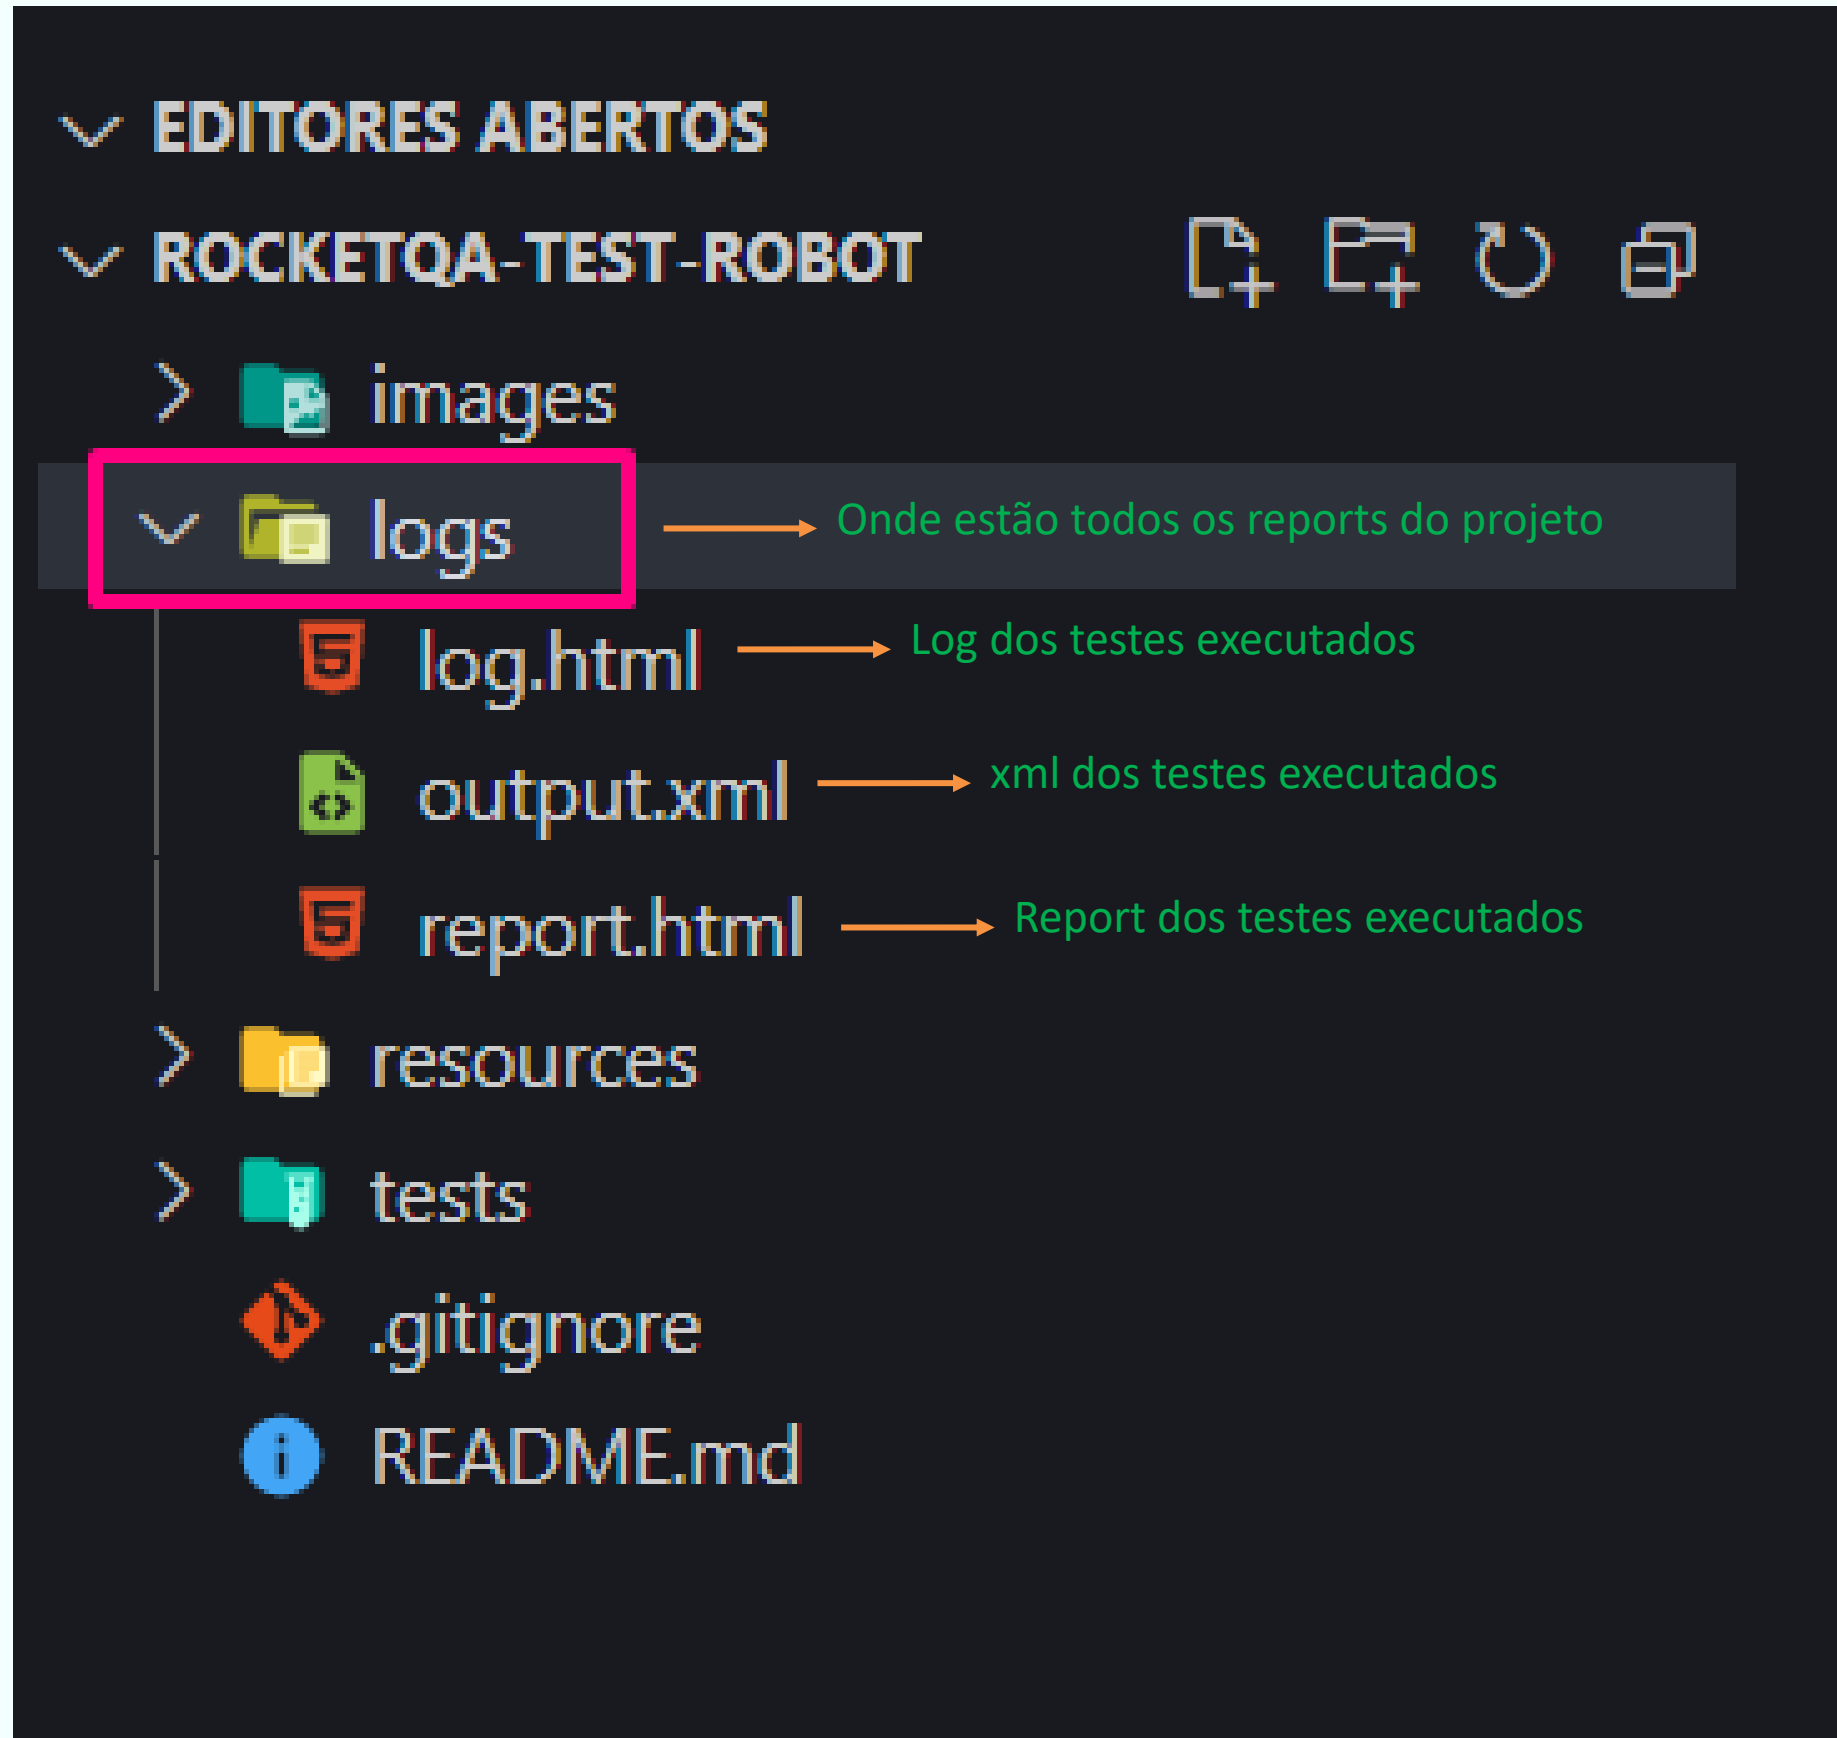 EDITORES ABERTOS
ROCKETQA-TEST-ROBOT
images
logs Onde estão todos os reports do projeto
log.html Log dos testes executados
output.xml xml dos testes executados
report.html Report dos testes executados
resources
tests
.gitignore
README.md